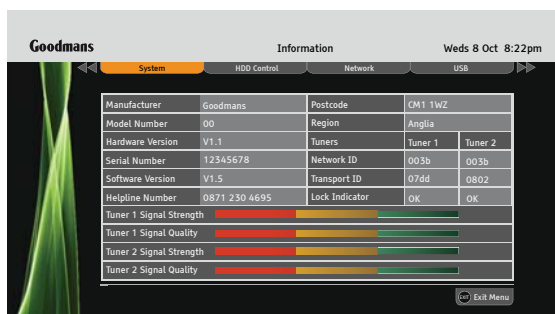 Goodmans Information Weds 8 Oct 8:22pm
System HDD Control Network USB
Manufacturer Goodmans Postcode CM1 1WZ
Model Number 00 Region Anglia
Hardware Version V1.1 Tuners Tuner 1 Tuner 2
Serial Number 12345678 Network ID 003b 003b
Software Version V1.5 Transport ID 07dd 0802
Helpline Number 0871 230 4695 Lock Indicator OK OK
Tuner 1 Signal Strength
Tuner 1 Signal Quality
Tuner 2 Signal Strength
Tuner 2 Signal Quality
EXIT Exit Menu